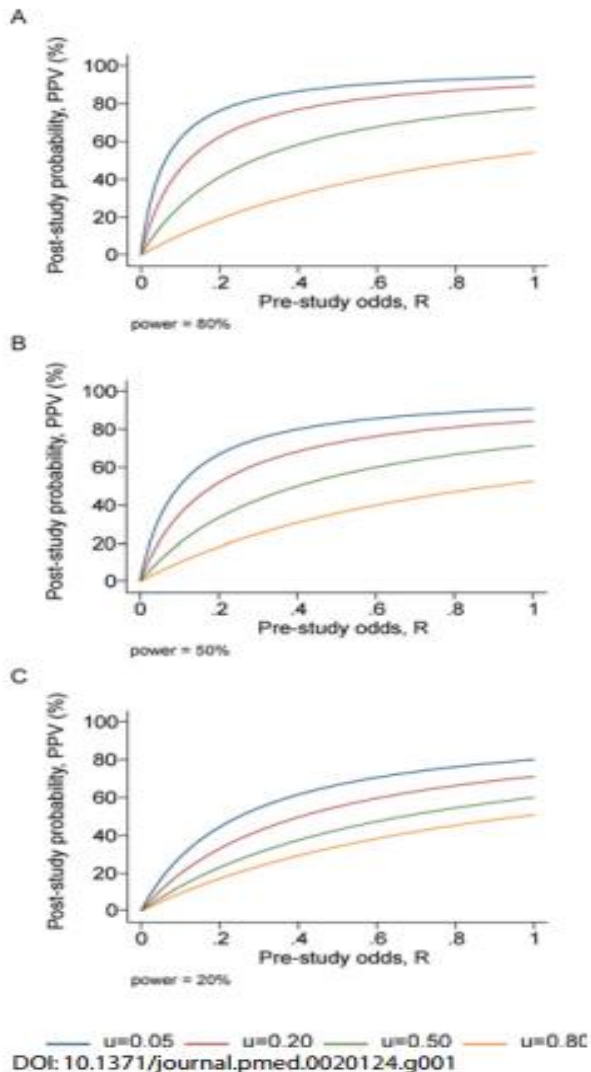 A
Post-study probability, PPV (%)
100
80
60
40
20
0
0 .2 .4 .6 .8 1
Pre-study odds, R
power = 80%
B
Post-study probability, PPV (%)
100
80
60
40
20
0
0 .2 .4 .6 .8 1
Pre-study odds, R
power = 50%
C
Post-study probability, PPV (%)
100
80
60
40
20
0
0 .2 .4 .6 .8 1
Pre-study odds, R
power = 20%
u=0.05 u=0.20 u=0.50 u=0.80
DOI: 10.1371/journal.pmed.0020124.g001